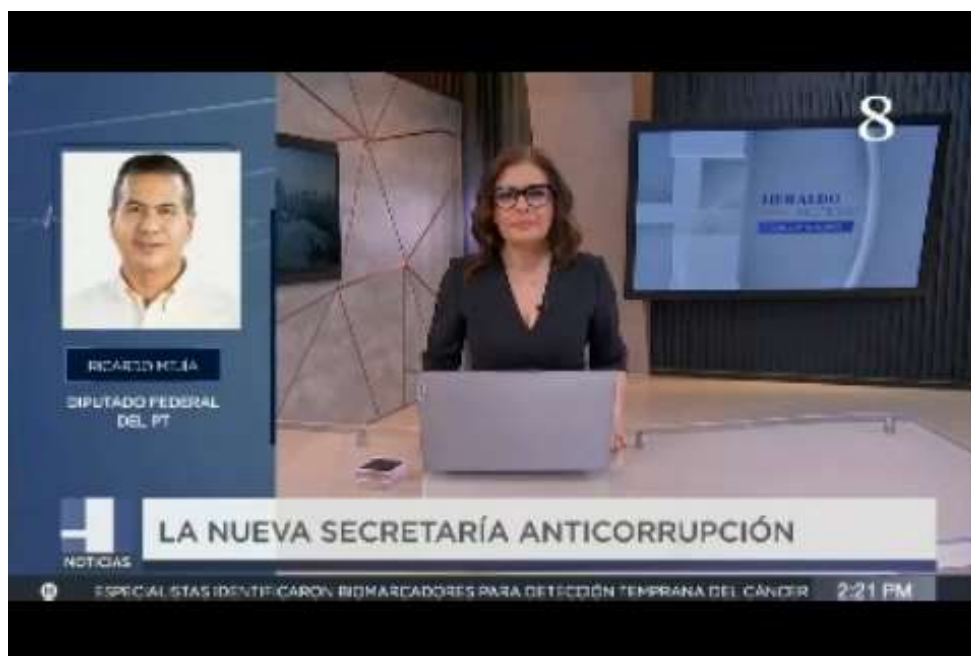 8
HERALDO
RICARDO MEJÍA
DIPUTADO FEDERAL
DEL PT
LA NUEVA SECRETARÍA ANTICORRUPCIÓN
NOTICIAS
ESPECIALISTAS IDENTIFICARON BIOMARCADORES PARA DETECCIÓN TEMPRANA DEL CÁNCER
2:21 PM